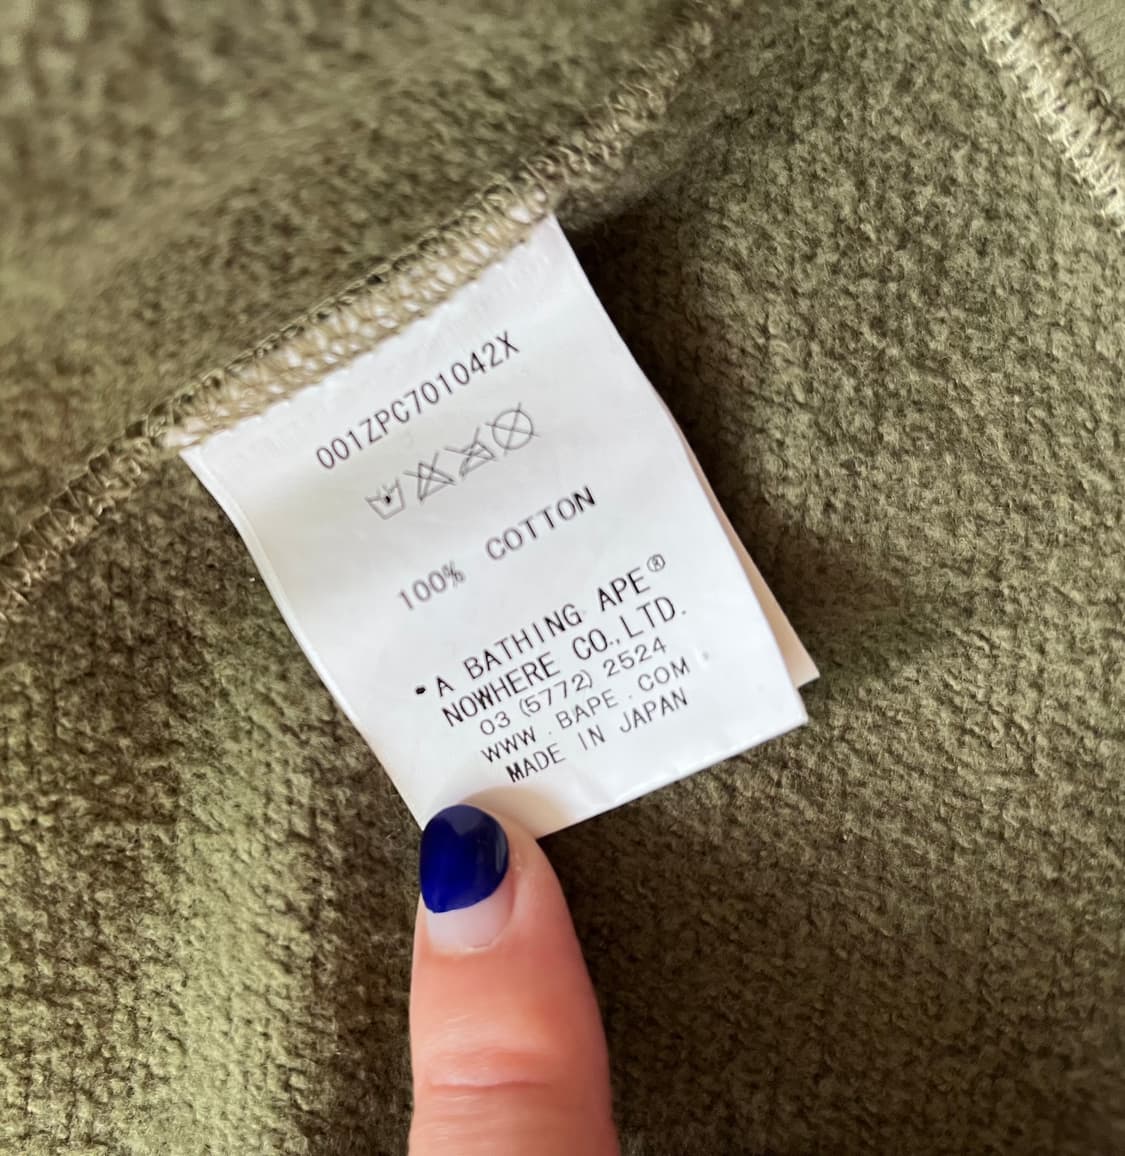 001ZPC701042X
100% COTTON
•A BATHING APE®
NOWHERE CO.,LTD.
03 (5772) 2524
WWW . BAPE . COM
MADE IN JAPAN